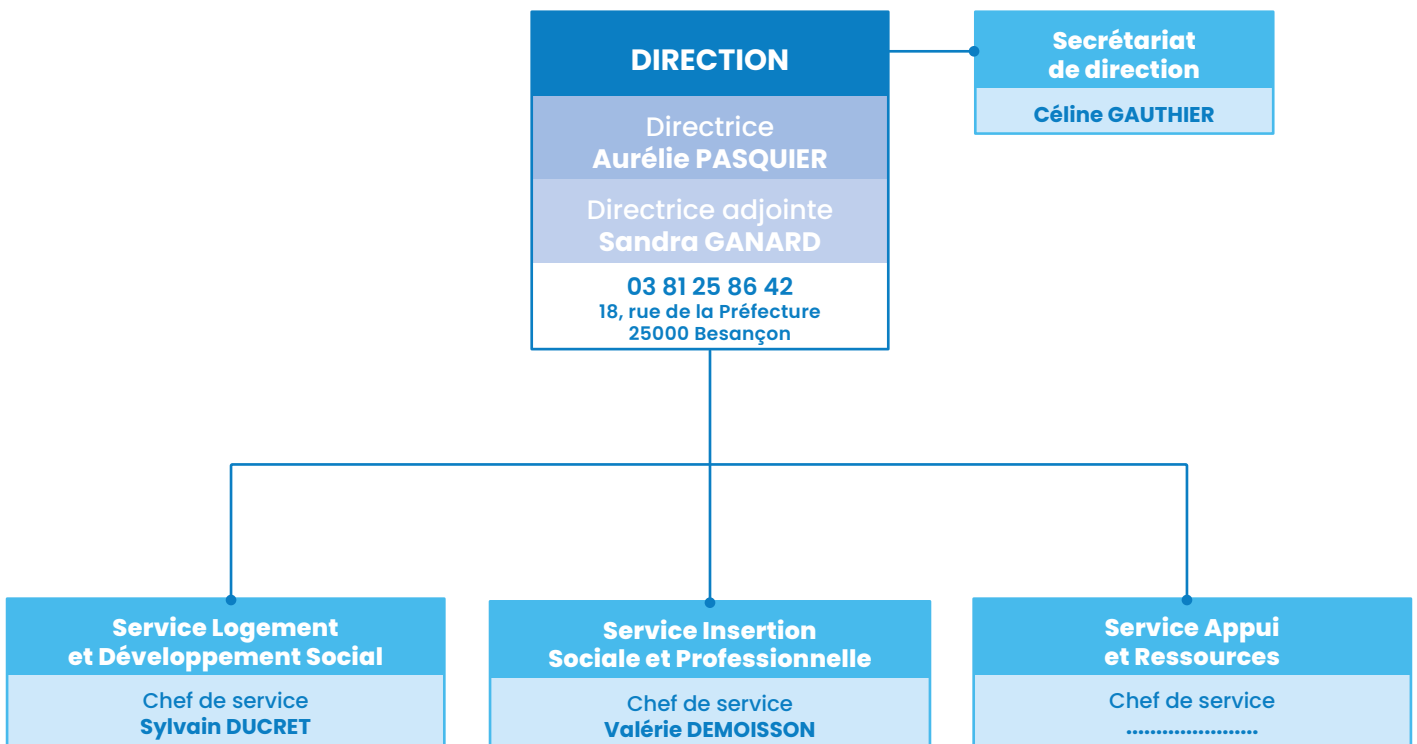 DIRECTION
Directrice
Aurélie PASQUIER
Directrice adjointe
Sandra GANARD
03 81 25 86 42
18, rue de la Préfecture
25000 Besançon
Secrétariat
de direction
Céline GAUTHIER
Service Logement
et Développement Social
Chef de service
Sylvain DUCRET
Service Insertion
Sociale et Professionnelle
Chef de service
Valérie DEMOISSON
Service Appui
et Ressources
Chef de service
......................